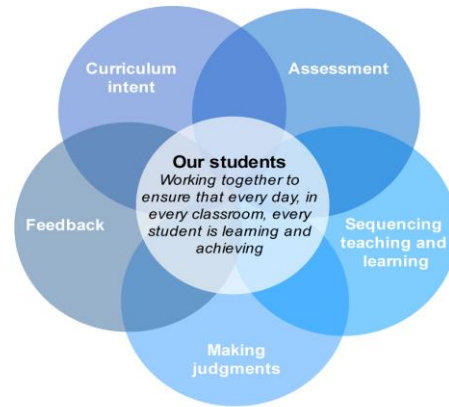 Curriculum
intent
Assessment
Our students
Working together to
ensure that every day, in
every classroom, every
student is learning and
achieving
Feedback
Sequencing
teaching and
learning
Making
judgments